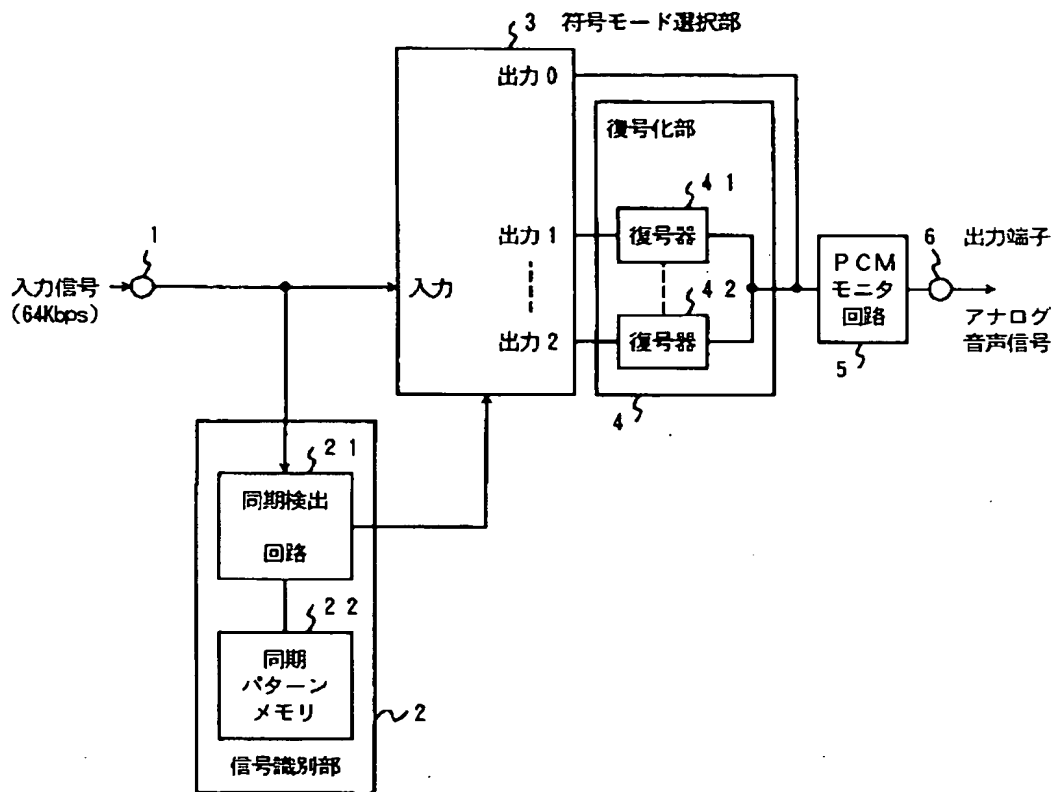 3 符号モード選択部
出力0
復号化部
4 1
出力1
復号器
1
入力信号
(64Kbps)
入力
4 2
出力2
復号器
4
PCM
モニタ
回路
5
6 出力端子
アナログ
音声信号
2 1
同期検出
回路
2 2
同期
パターン
メモリ
2
信号識別部